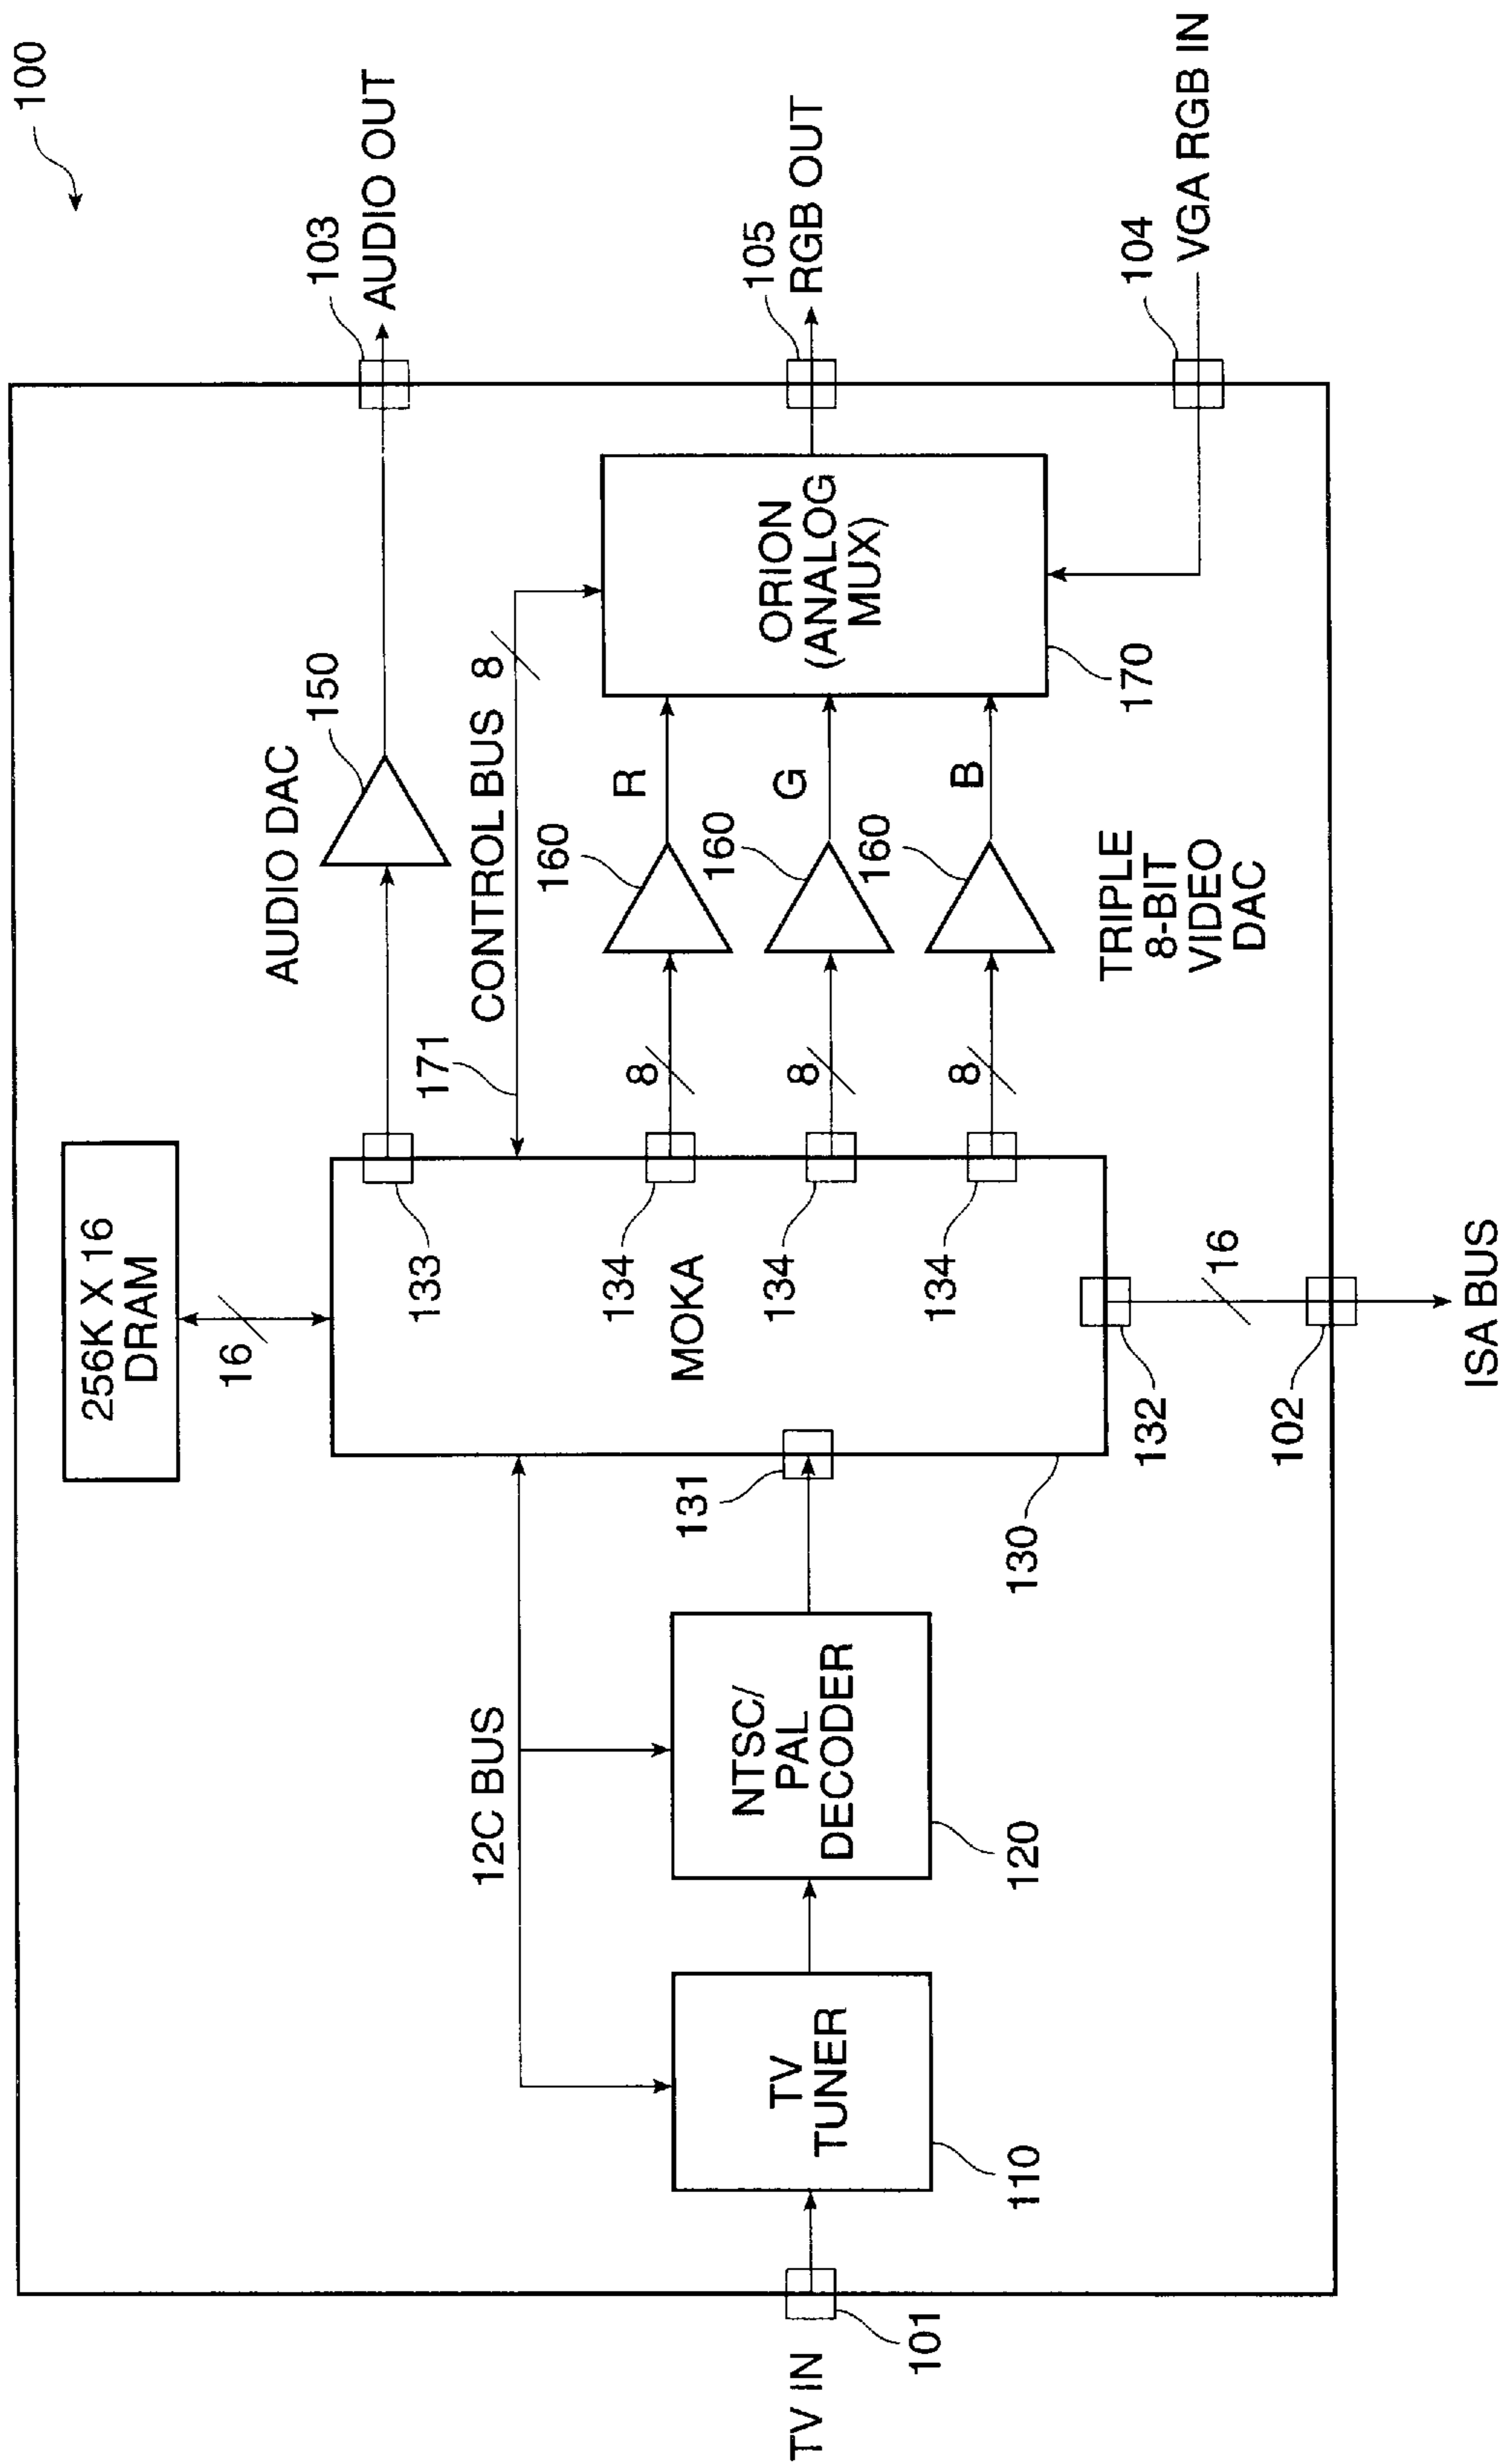 100
256K X 16
DRAM
16
AUDIO DAC
150
103
AUDIO OUT
133
171
CONTROL BUS 8
12C BUS
134
8
160
R
MOKA
134
8
160
G
134
8
160
B
ORION
(ANALOG
MUX)
170
105
RGB OUT
TV IN
101
TV
TUNER
110
NTSC/
PAL
DECODER
120
131
130
TRIPLE
8-BIT
VIDEO
DAC
104
VGA RGB IN
132
16
102
ISA BUS